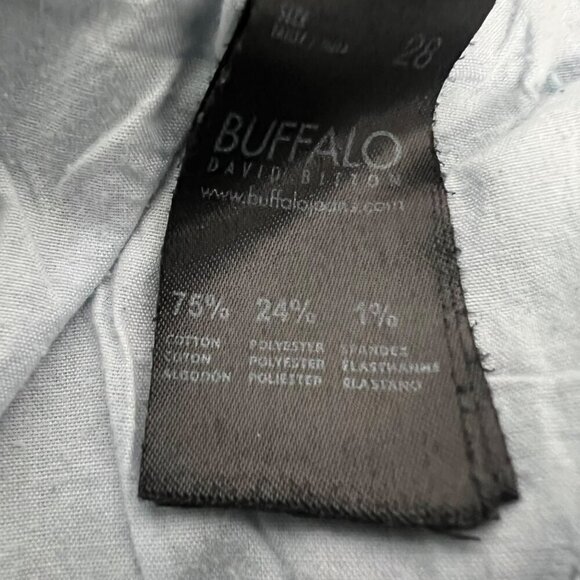 SIZE 28
BUFFALO
DAVID BITTON
www.buffalojeans.com
75% 24% 1%
COTTON POLYESTER SPANDEX
COTON POLYESTER ELASTHANNE
ALGODÓN POLIESTER ELASTANO